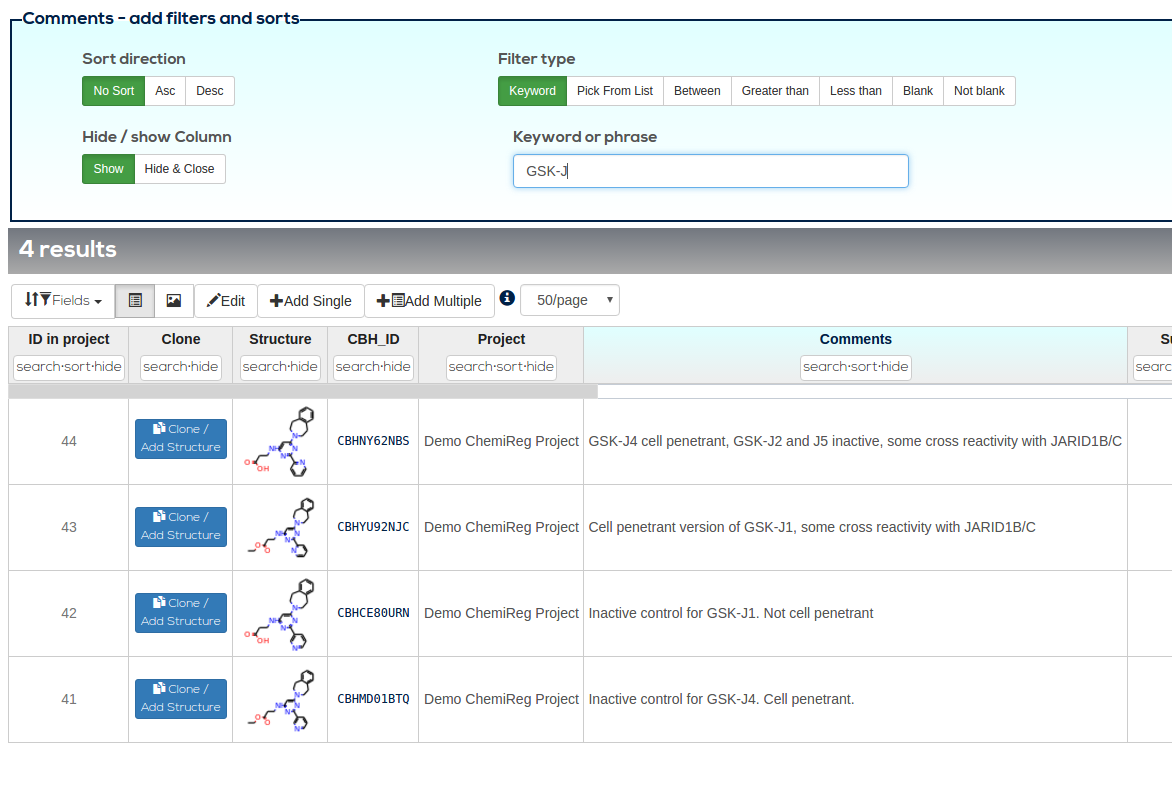 Comments - add filters and sorts
Sort direction
Filter type
No Sort Asc Desc
Keyword Pick From List Between Greater than Less than Blank Not blank
Hide / show Column
Keyword or phrase
Show Hide & Close
GSK-J
4 results
Fields Edit Add Single Add Multiple 50/page
ID in project Clone Structure CBH_ID Project Comments
search·sort·hide search·hide search·hide search·hide search·sort·hide search·sort·hide
44 Clone / Add Structure CBHNY62NBS Demo ChemiReg Project GSK-J4 cell penetrant, GSK-J2 and J5 inactive, some cross reactivity with JARID1B/C
43 Clone / Add Structure CBHYU92NJC Demo ChemiReg Project Cell penetrant version of GSK-J1, some cross reactivity with JARID1B/C
42 Clone / Add Structure CBHCE80URN Demo ChemiReg Project Inactive control for GSK-J1. Not cell penetrant
41 Clone / Add Structure CBHMD01BTQ Demo ChemiReg Project Inactive control for GSK-J4. Cell penetrant.